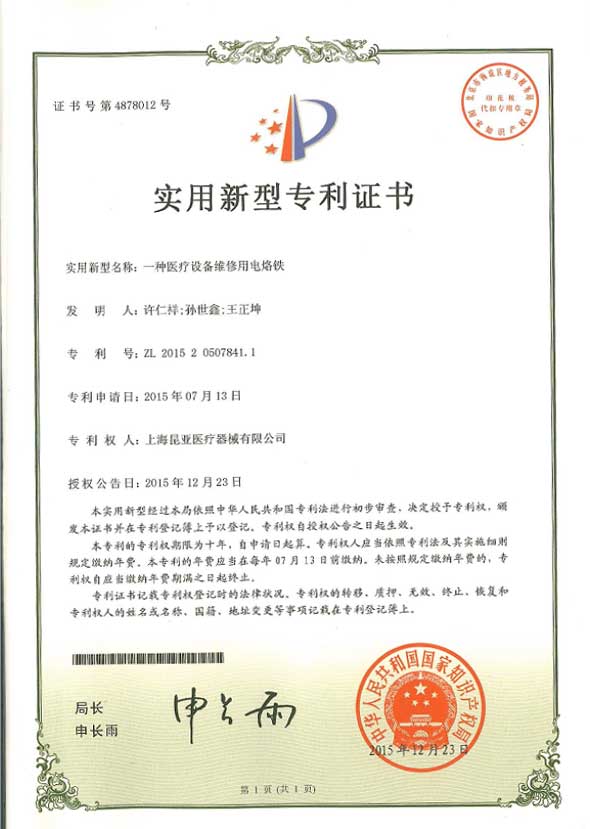 证书号第4878012号
北京市海淀区地方税务局
印花税
代扣专用章
国家知识产权局
实用新型专利证书
实用新型名称：一种医疗设备维修用电烙铁
发明人：许仁祥;孙世鑫;王正坤
专利号：ZL 2015 2 0507841.1
专利申请日：2015年07月13日
专利权人：上海昆亚医疗器械有限公司
授权公告日：2015年12月23日
本实用新型经过本局依照中华人民共和国专利法进行初步审查，决定授予专利权，颁
发本证书并在专利登记簿上予以登记。专利权自授权公告之日起生效。
本专利的专利权期限为十年，自申请日起算。专利权人应当依照专利法及其实施细则
规定缴纳年费。本专利的年费应当在每年07月13日前缴纳。未按照规定缴纳年费的，专
利权自应当缴纳年费期满之日起终止。
专利证书记载专利权登记时的法律状况。专利权的转移、质押、无效、终止、恢复和
专利权人的姓名或名称、国籍、地址变更等事项记载在专利登记簿上。
局长
申长雨
申长雨
中华人民共和国国家知识产权局
2015年12月23日
第1页(共1页)